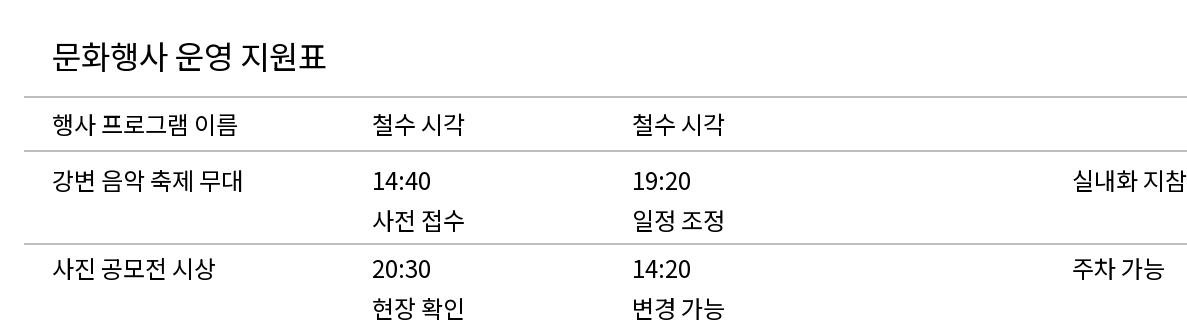 문화행사 운영 지원표
행사 프로그램 이름 철수 시각 철수 시각
강변 음악 축제 무대 14:40 19:20 실내화 지참
사전 접수 일정 조정
사진 공모전 시상 20:30 14:20 주차 가능
현장 확인 변경 가능